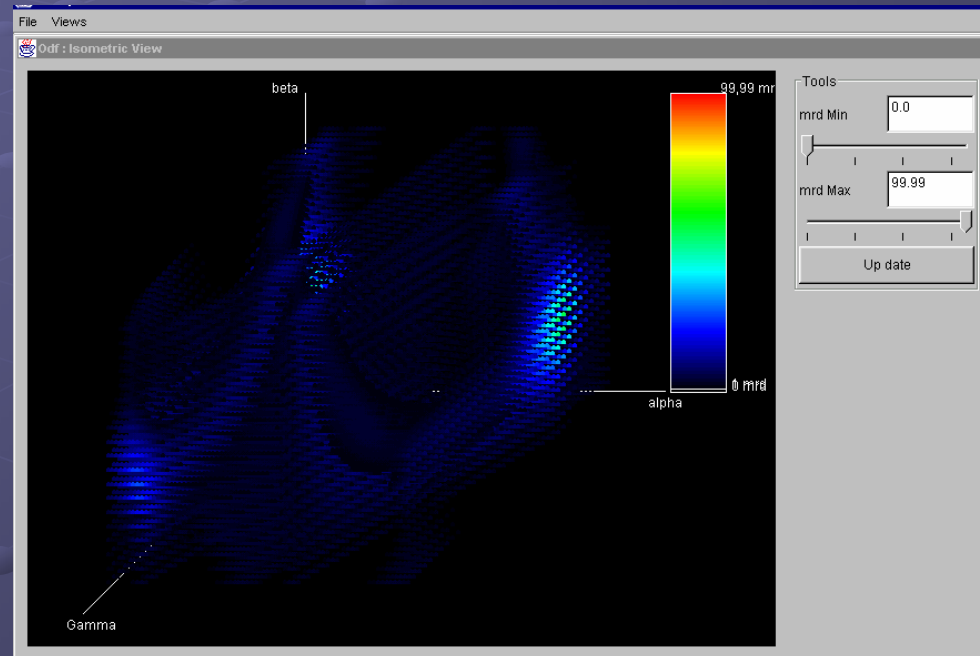 File Views
Odf : Isometric View
beta
99,99 mr
Tools
mrd Min
0.0
mrd Max
99.99
Up date
mrd
alpha
Gamma